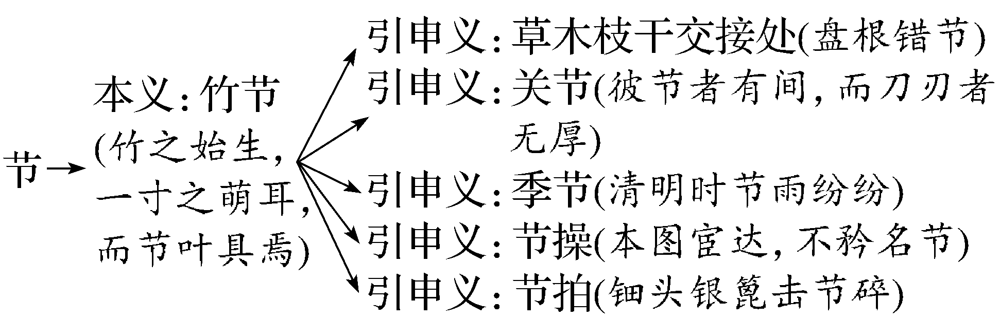 节
本义：竹节
(竹之始生，
一寸之萌耳，
而节叶具焉)
引申义：草木枝干交接处(盘根错节)
引申义：关节(彼节者有间，而刀刃者
无厚)
引申义：季节(清明时节雨纷纷)
引申义：节操(本图宦达，不矜名节)
引申义：节拍(钿头银篦击节碎)